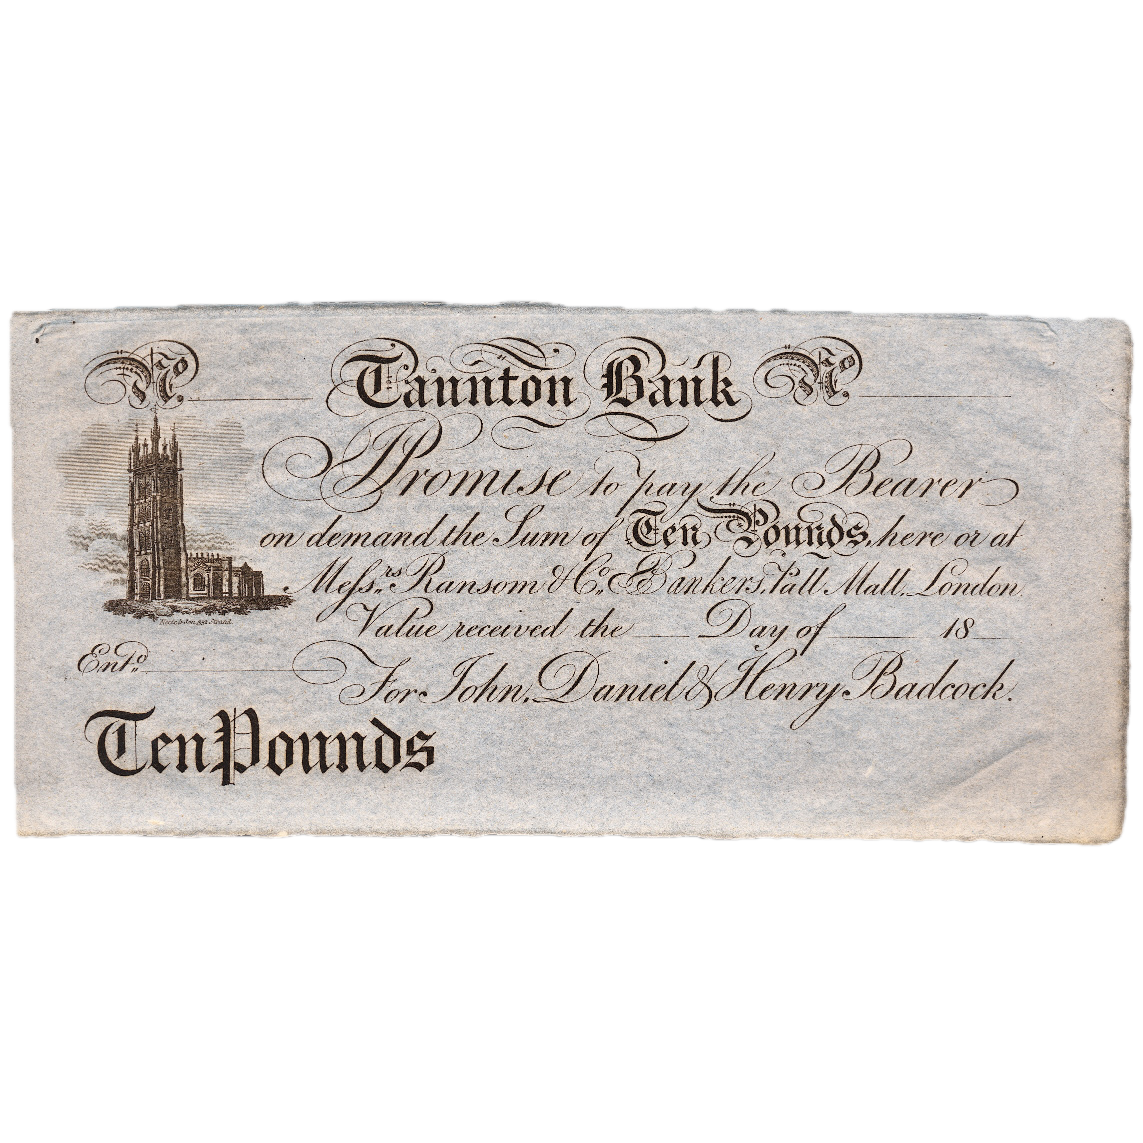 No. Taunton Bank No.
I Promise to pay the Bearer
on demand the Sum of Ten Pounds, here or at
Messrs. Ransom & Co. Bankers, Pall Mall, London
Value received the Day of 18
Entd. For John, Daniel & Henry Badcock.
Ten Pounds